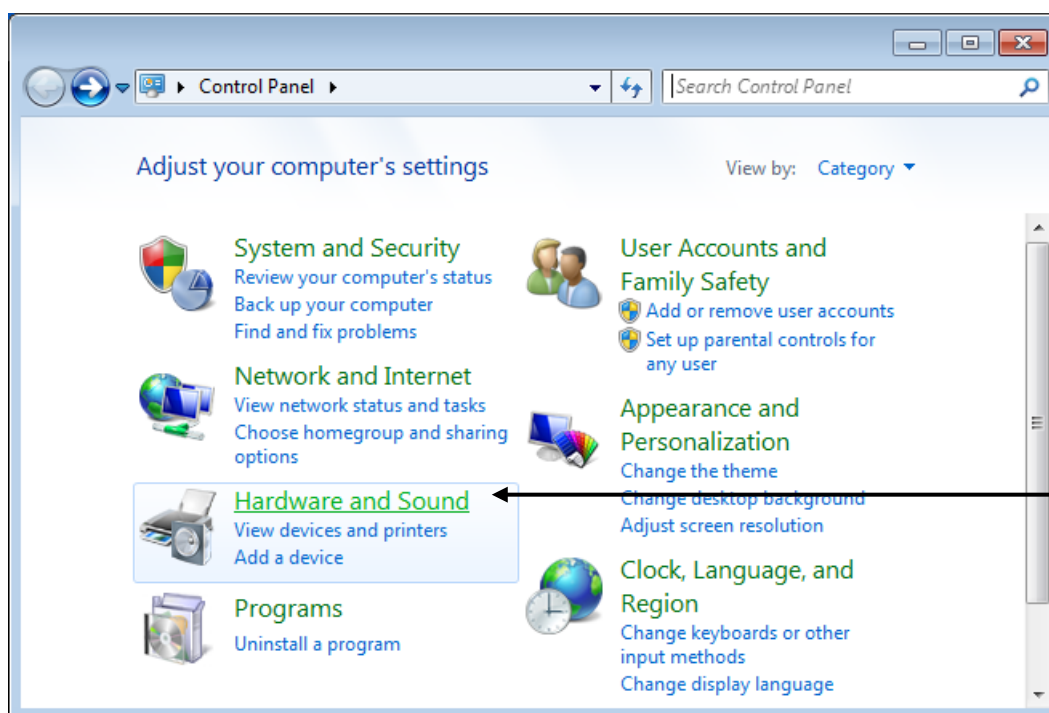 Control Panel
Search Control Panel
Adjust your computer's settings
View by: Category
System and Security
Review your computer's status
Back up your computer
Find and fix problems
Network and Internet
View network status and tasks
Choose homegroup and sharing
options
Hardware and Sound
View devices and printers
Add a device
Programs
Uninstall a program
User Accounts and
Family Safety
Add or remove user accounts
Set up parental controls for
any user
Appearance and
Personalization
Change the theme
Change desktop background
Adjust screen resolution
Clock, Language, and
Region
Change keyboards or other
input methods
Change display language